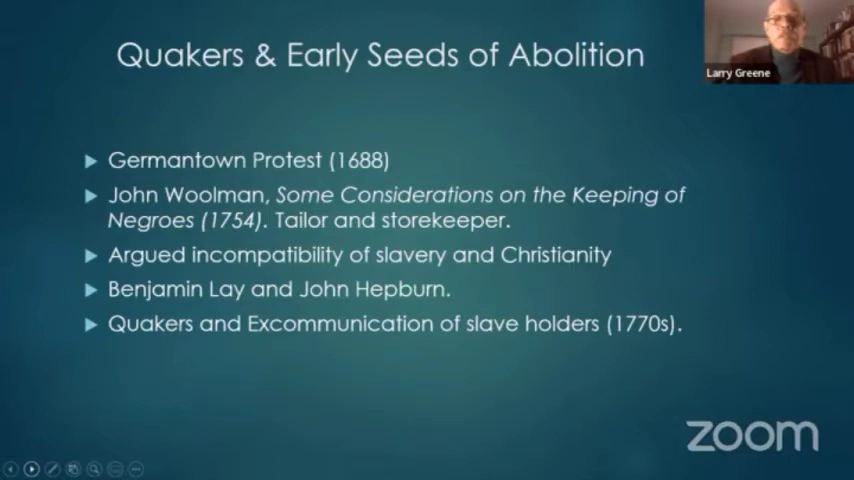 Quakers & Early Seeds of Abolition
Larry Greene
Germantown Protest (1688)
John Woolman, Some Considerations on the Keeping of
Negroes (1754). Tailor and storekeeper.
Argued incompatibility of slavery and Christianity
Benjamin Lay and John Hepburn.
Quakers and Excommunication of slave holders (1770s).
zoom